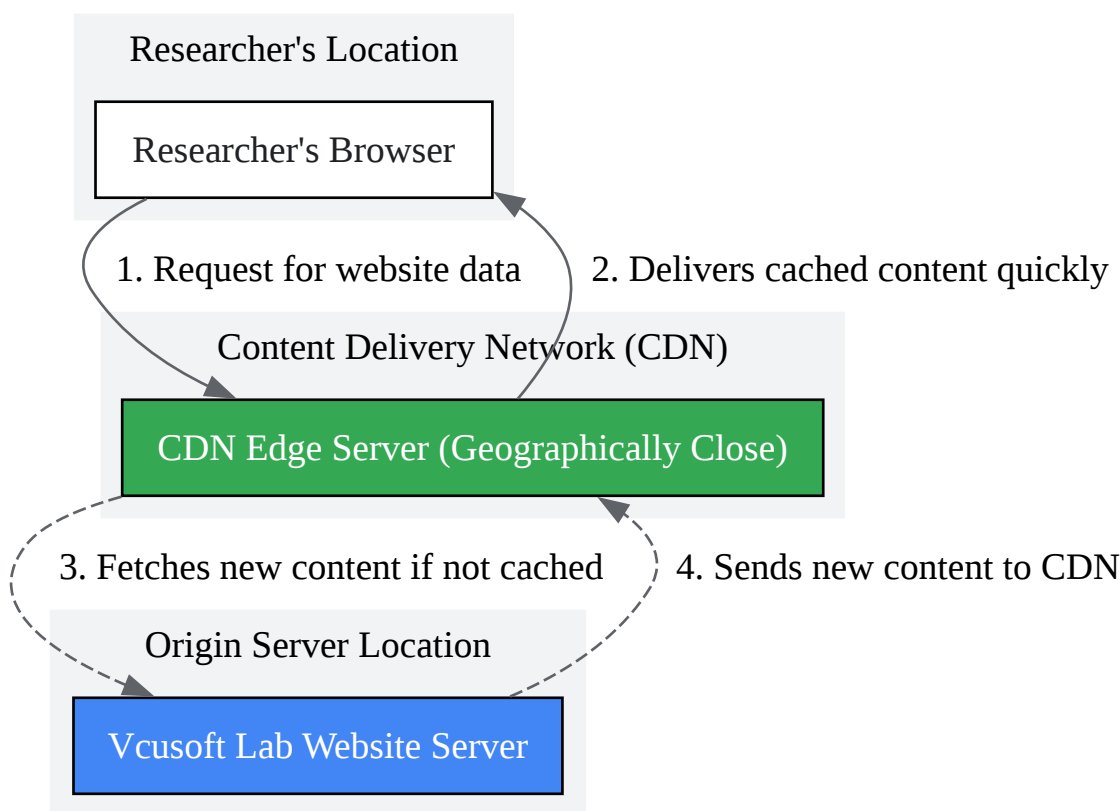 Researcher's Location
Researcher's Browser
1. Request for website data
2. Delivers cached content quickly
Content Delivery Network (CDN)
CDN Edge Server (Geographically Close)
3. Fetches new content if not cached
4. Sends new content to CDN
Origin Server Location
Vcusoft Lab Website Server